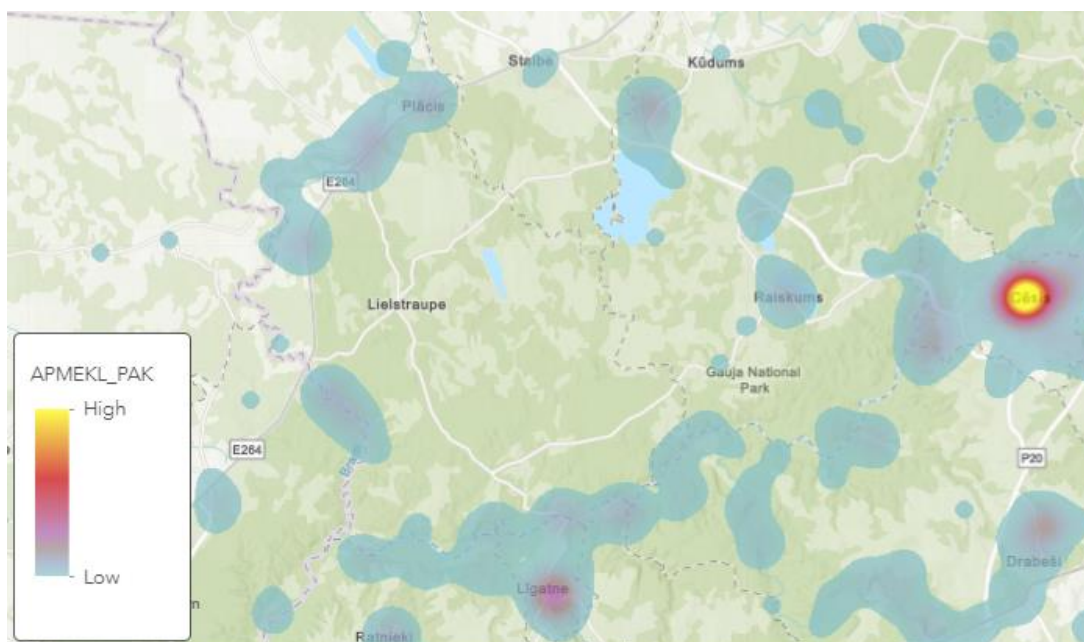 Stalbe
Kūdums
Plācis
E264
Raiskums
Cēsis
Lielstraupe
APMEKL_PAK
High
Low
Gauja National
Park
E264
P20
Līgatne
Drabeši
Ratnieki